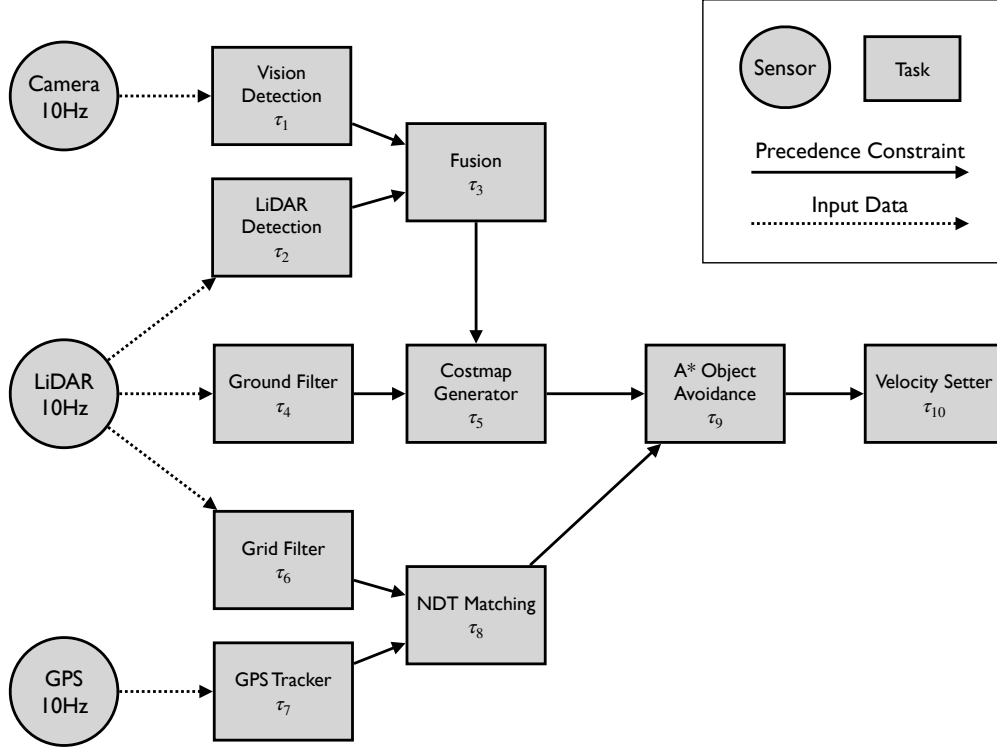 Camera
10Hz
Vision
Detection
τ1
Fusion
τ3
LiDAR
Detection
τ2
LiDAR
10Hz
Ground Filter
τ4
Costmap
Generator
τ5
A* Object
Avoidance
τ9
Velocity Setter
τ10
Grid Filter
τ6
NDT Matching
τ8
GPS
10Hz
GPS Tracker
τ7
Sensor
Task
Precedence Constraint
Input Data